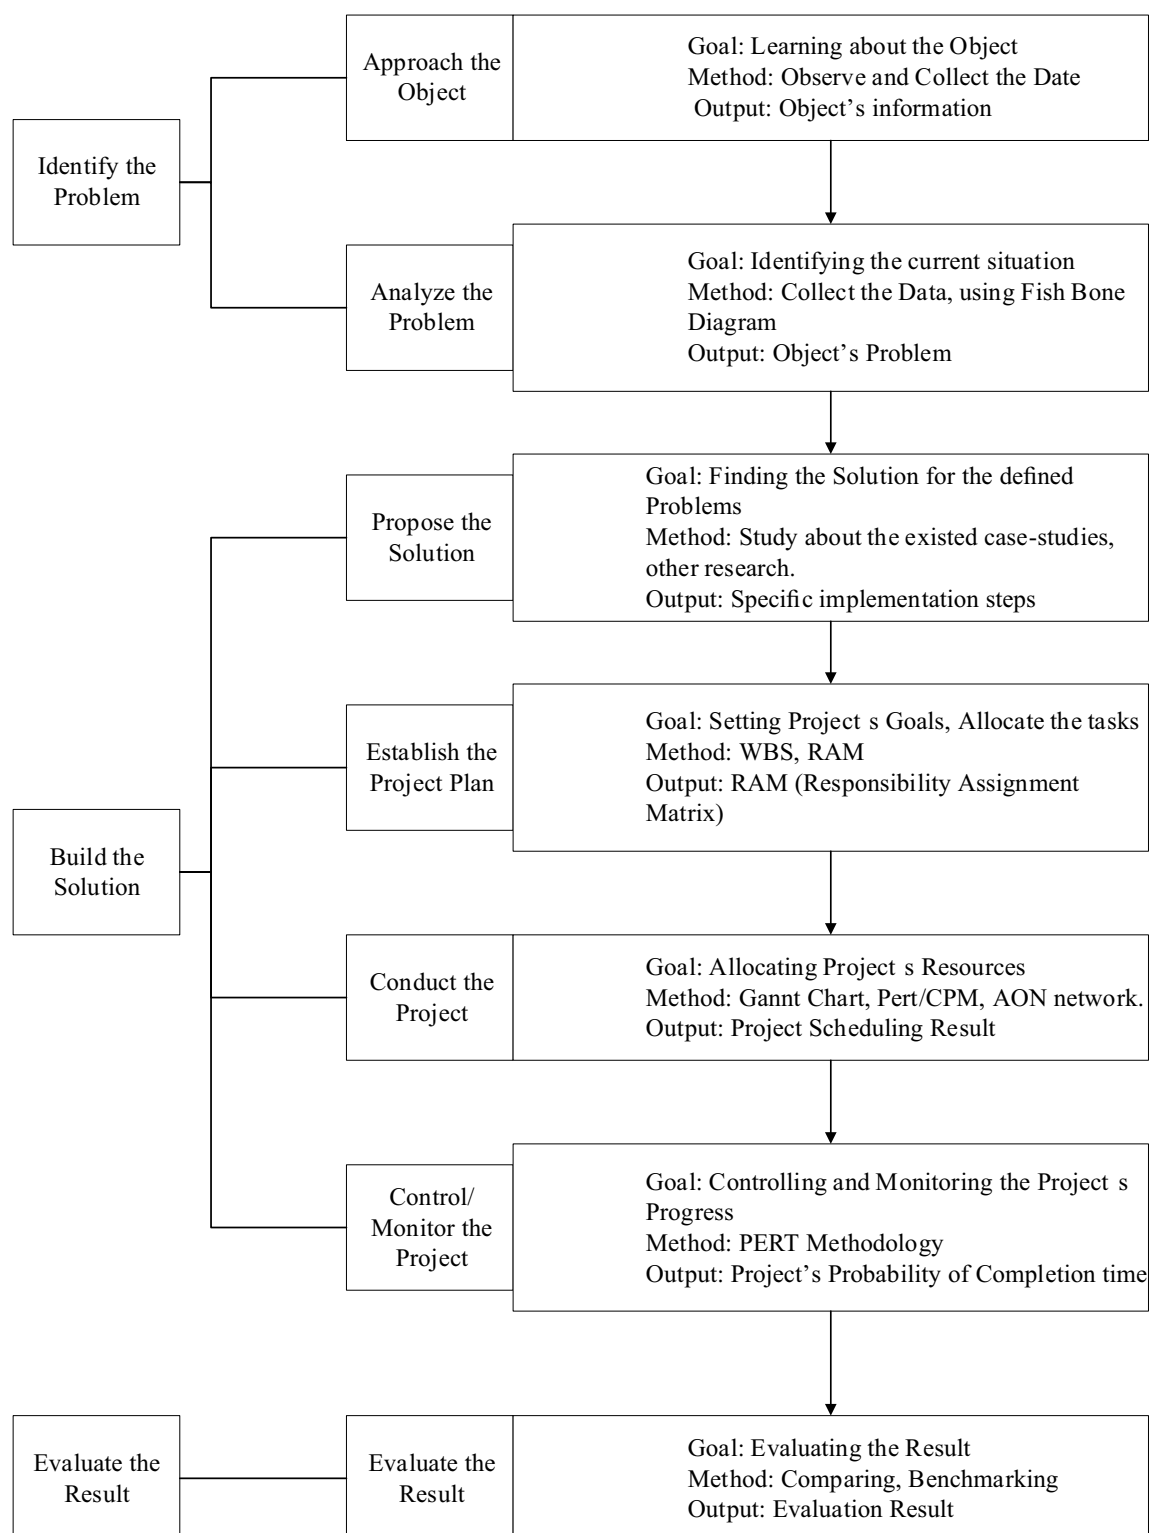 Approach the
Object
Goal: Learning about the Object
Method: Observe and Collect the Date
Output: Object’s information
Identify the
Problem
Analyze the
Problem
Goal: Identifying the current situation
Method: Collect the Data, using Fish Bone
Diagram
Output: Object’s Problem
Propose the
Solution
Goal: Finding the Solution for the defined
Problems
Method: Study about the existed case-studies,
other research.
Output: Specific implementation steps
Establish the
Project Plan
Goal: Setting Project s Goals, Allocate the tasks
Method: WBS, RAM
Output: RAM (Responsibility Assignment
Matrix)
Build the
Solution
Conduct the
Project
Goal: Allocating Project s Resources
Method: Gannt Chart, Pert/CPM, AON network.
Output: Project Scheduling Result
Control/
Monitor the
Project
Goal: Controlling and Monitoring the Project s
Progress
Method: PERT Methodology
Output: Project’s Probability of Completion time
Evaluate the
Result
Evaluate the
Result
Goal: Evaluating the Result
Method: Comparing, Benchmarking
Output: Evaluation Result